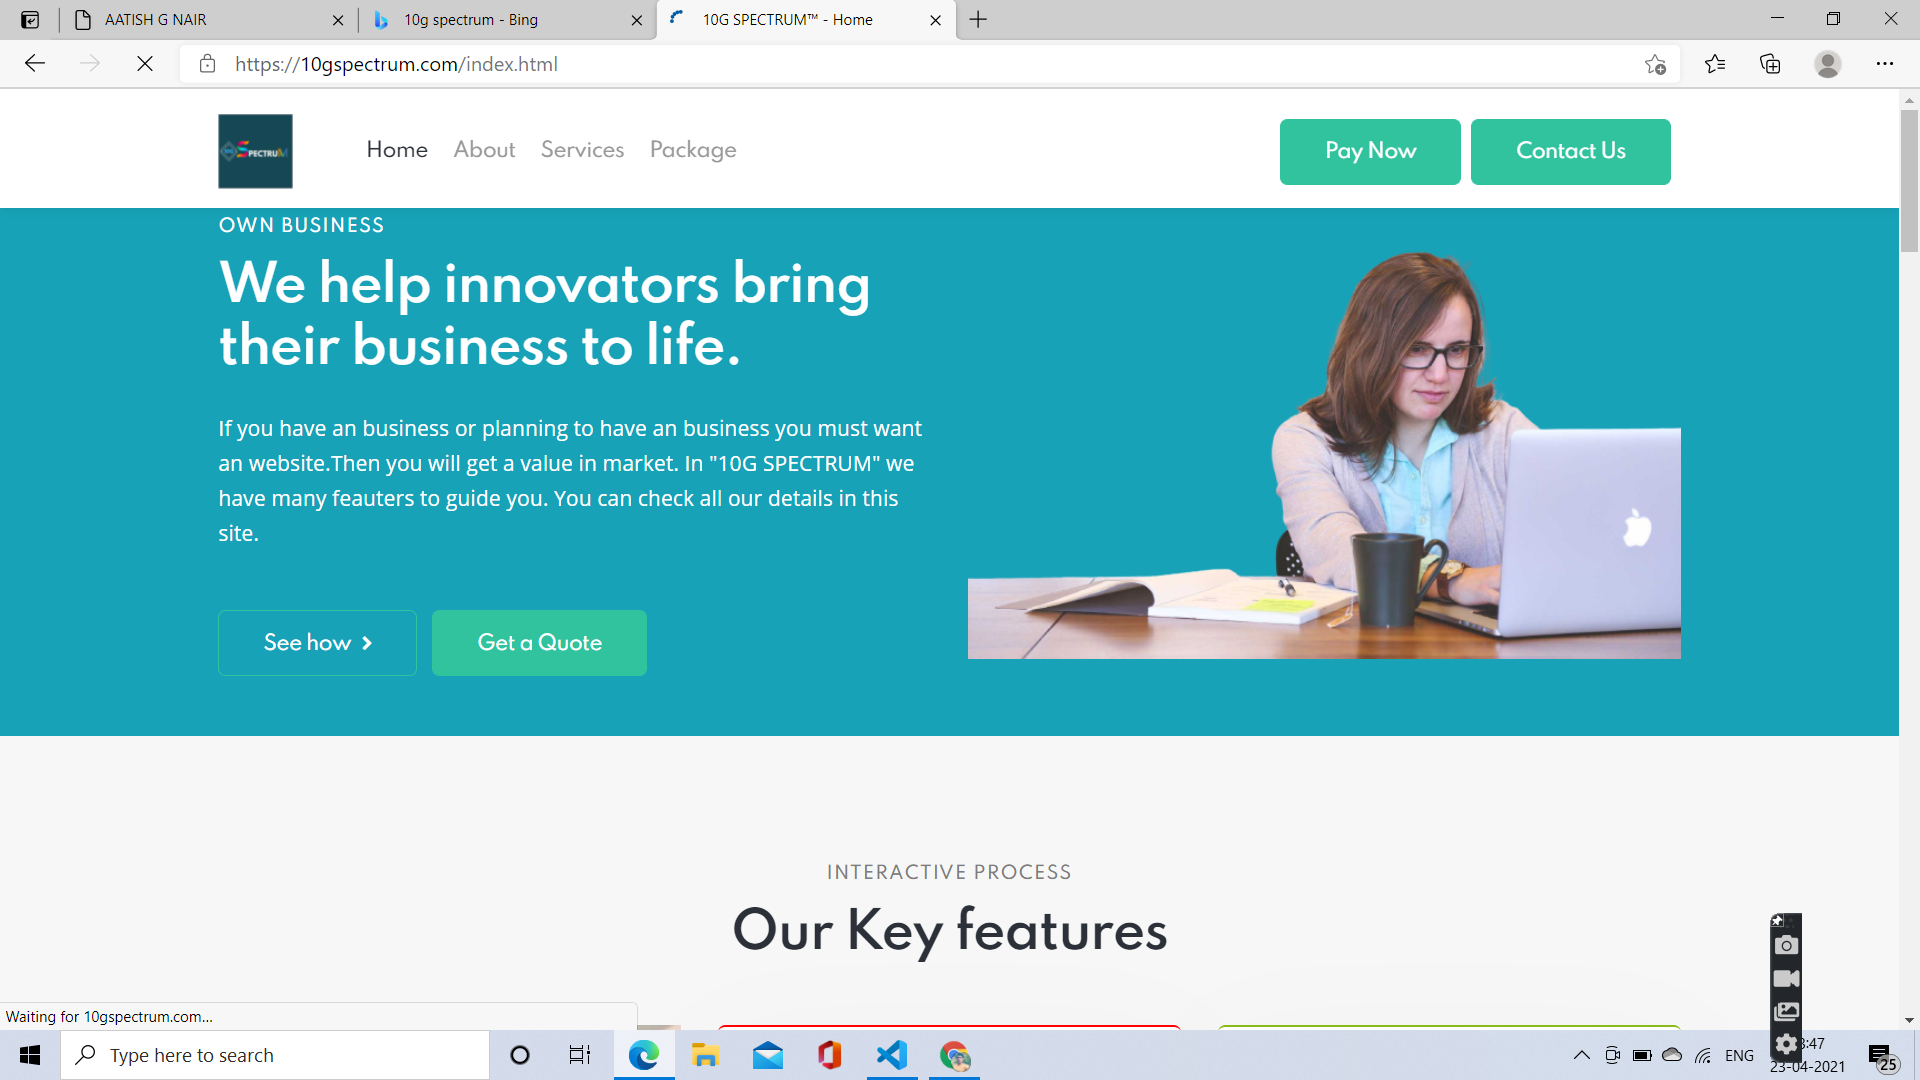 AATISH G NAIR
10g spectrum - Bing
10G SPECTRUM™ - Home
https://10gspectrum.com/index.html
SPECTRUM
Home
About
Services
Package
Pay Now
Contact Us
OWN BUSINESS
We help innovators bring
their business to life.
If you have an business or planning to have an business you must want
an website.Then you will get a value in market. In "10G SPECTRUM" we
have many feauters to guide you. You can check all our details in this
site.
See how
Get a Quote
INTERACTIVE PROCESS
Our Key features
Waiting for 10gspectrum.com...
Type here to search
ENG
:47
23-04-2021
25